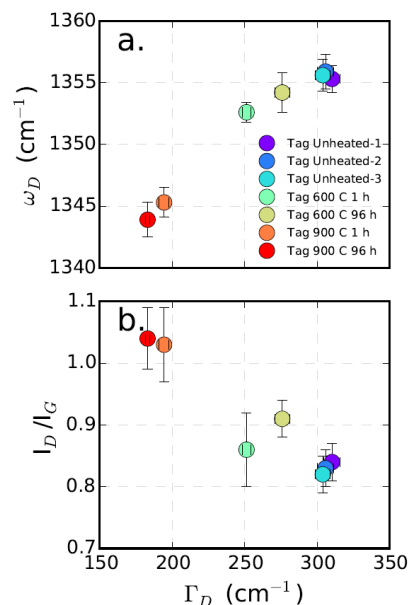 1360
1355
1350
1345
1340
ω_D (cm⁻¹)
a.
Tag Unheated-1
Tag Unheated-2
Tag Unheated-3
Tag 600 C 1 h
Tag 600 C 96 h
Tag 900 C 1 h
Tag 900 C 96 h
1.1
1.0
0.9
0.8
0.7
I_D/I_G
b.
150 200 250 300 350
Γ_D (cm⁻¹)